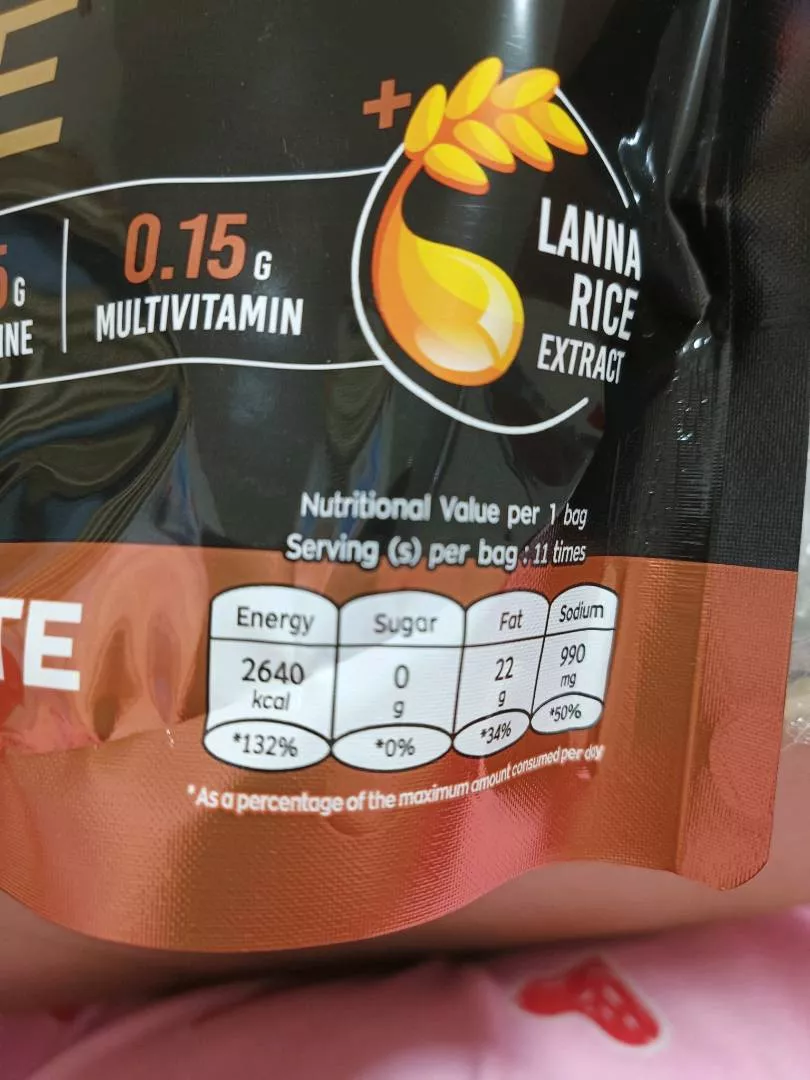 +
0.15 G
MULTIVITAMIN
LANNA
RICE
EXTRACT
Nutritional Value per 1 bag
Serving (s) per bag : 11 times
Energy Sugar Fat Sodium
2640 0 22 990
kcal g g mg
*132% *0% *34% *50%
*As a percentage of the maximum amount consumed per day